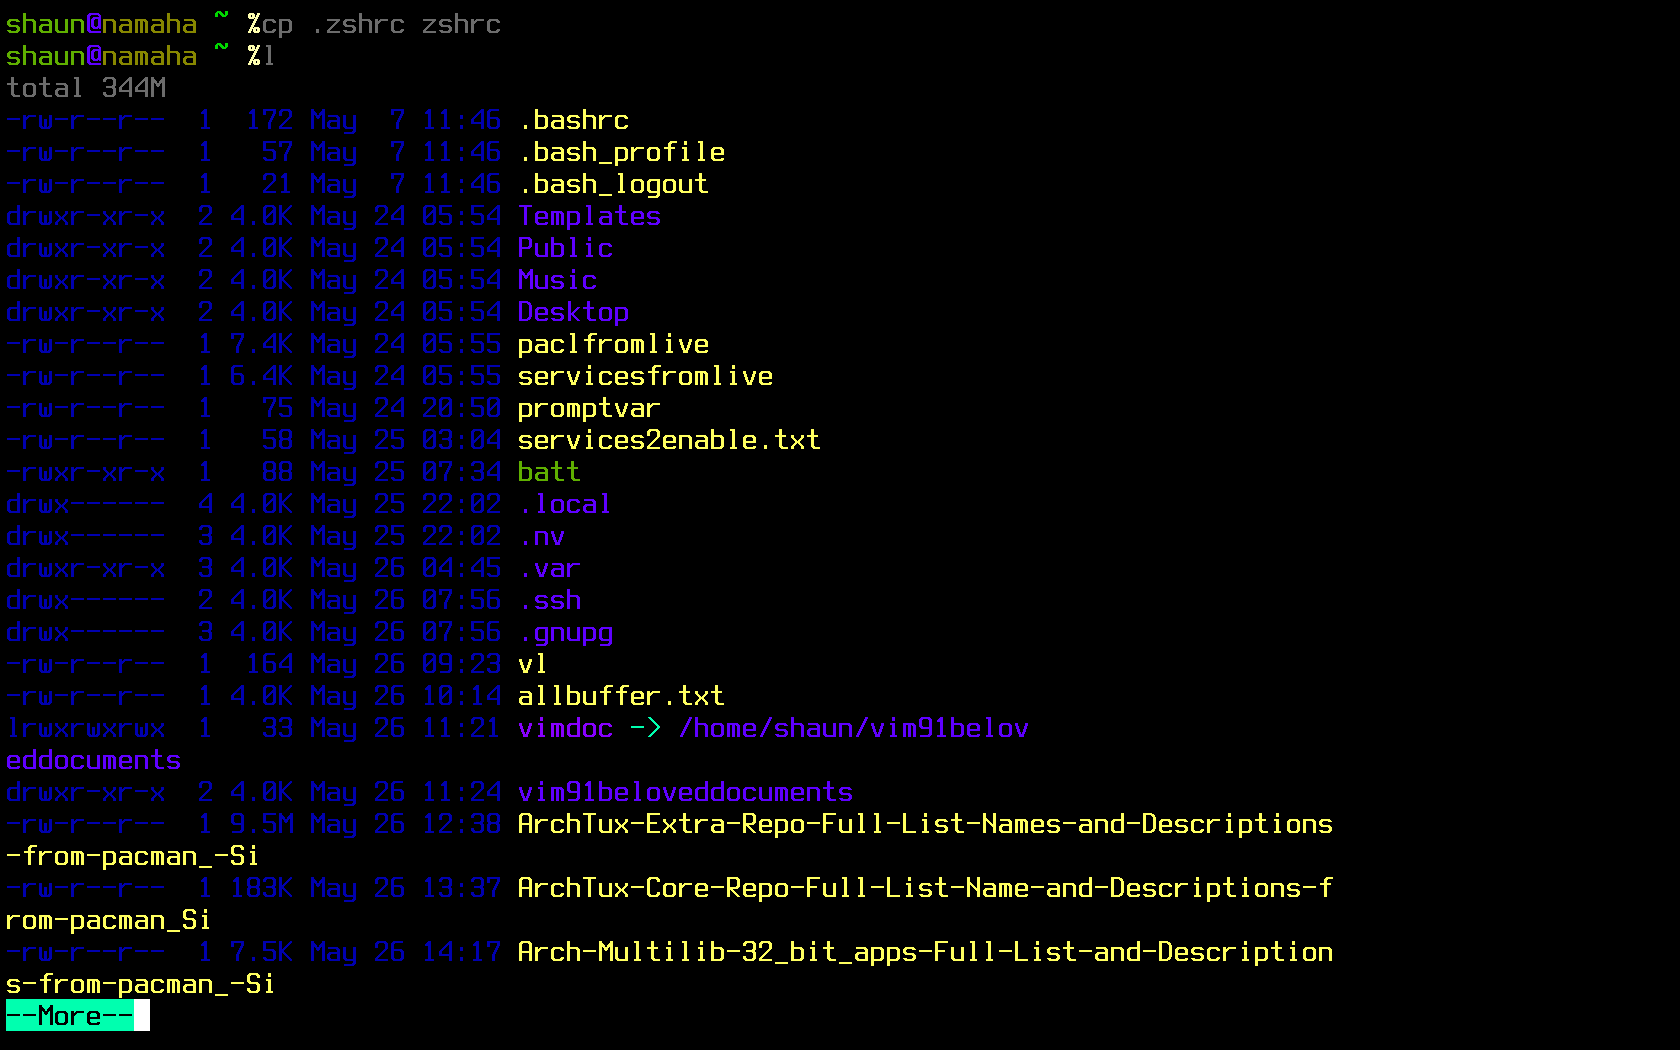 shaun@namaha ~ %cp .zshrc zshrc
shaun@namaha ~ %l
total 344M
-rw-r--r--  1  172 May  7 11:46 .bashrc
-rw-r--r--  1   57 May  7 11:46 .bash_profile
-rw-r--r--  1   21 May  7 11:46 .bash_logout
drwxr-xr-x  2 4.0K May 24 05:54 Templates
drwxr-xr-x  2 4.0K May 24 05:54 Public
drwxr-xr-x  2 4.0K May 24 05:54 Music
drwxr-xr-x  2 4.0K May 24 05:54 Desktop
-rw-r--r--  1 7.4K May 24 05:55 paclfromlive
-rw-r--r--  1 6.4K May 24 05:55 servicesfromlive
-rw-r--r--  1   75 May 24 20:50 promptvar
-rw-r--r--  1   58 May 25 03:04 services2enable.txt
-rwxr-xr-x  1   88 May 25 07:34 batt
drwx------  4 4.0K May 25 22:02 .local
drwx------  3 4.0K May 25 22:02 .nv
drwxr-xr-x  3 4.0K May 26 04:45 .var
drwx------  2 4.0K May 26 07:56 .ssh
drwx------  3 4.0K May 26 07:56 .gnupg
-rw-r--r--  1  164 May 26 09:23 vl
-rw-r--r--  1 4.0K May 26 10:14 allbuffer.txt
lrwxrwxrwx  1   33 May 26 11:21 vimdoc -> /home/shaun/vim91belov
eddocuments
drwxr-xr-x  2 4.0K May 26 11:24 vim91beloveddocuments
-rw-r--r--  1 9.5M May 26 12:38 ArchTux-Extra-Repo-Full-List-Names-and-Descriptions
-from-pacman_-Si
-rw-r--r--  1 183K May 26 13:37 ArchTux-Core-Repo-Full-List-Name-and-Descriptions-f
rom-pacman_Si
-rw-r--r--  1 7.5K May 26 14:17 Arch-Multilib-32_bit_apps-Full-List-and-Description
s-from-pacman_-Si
--More--